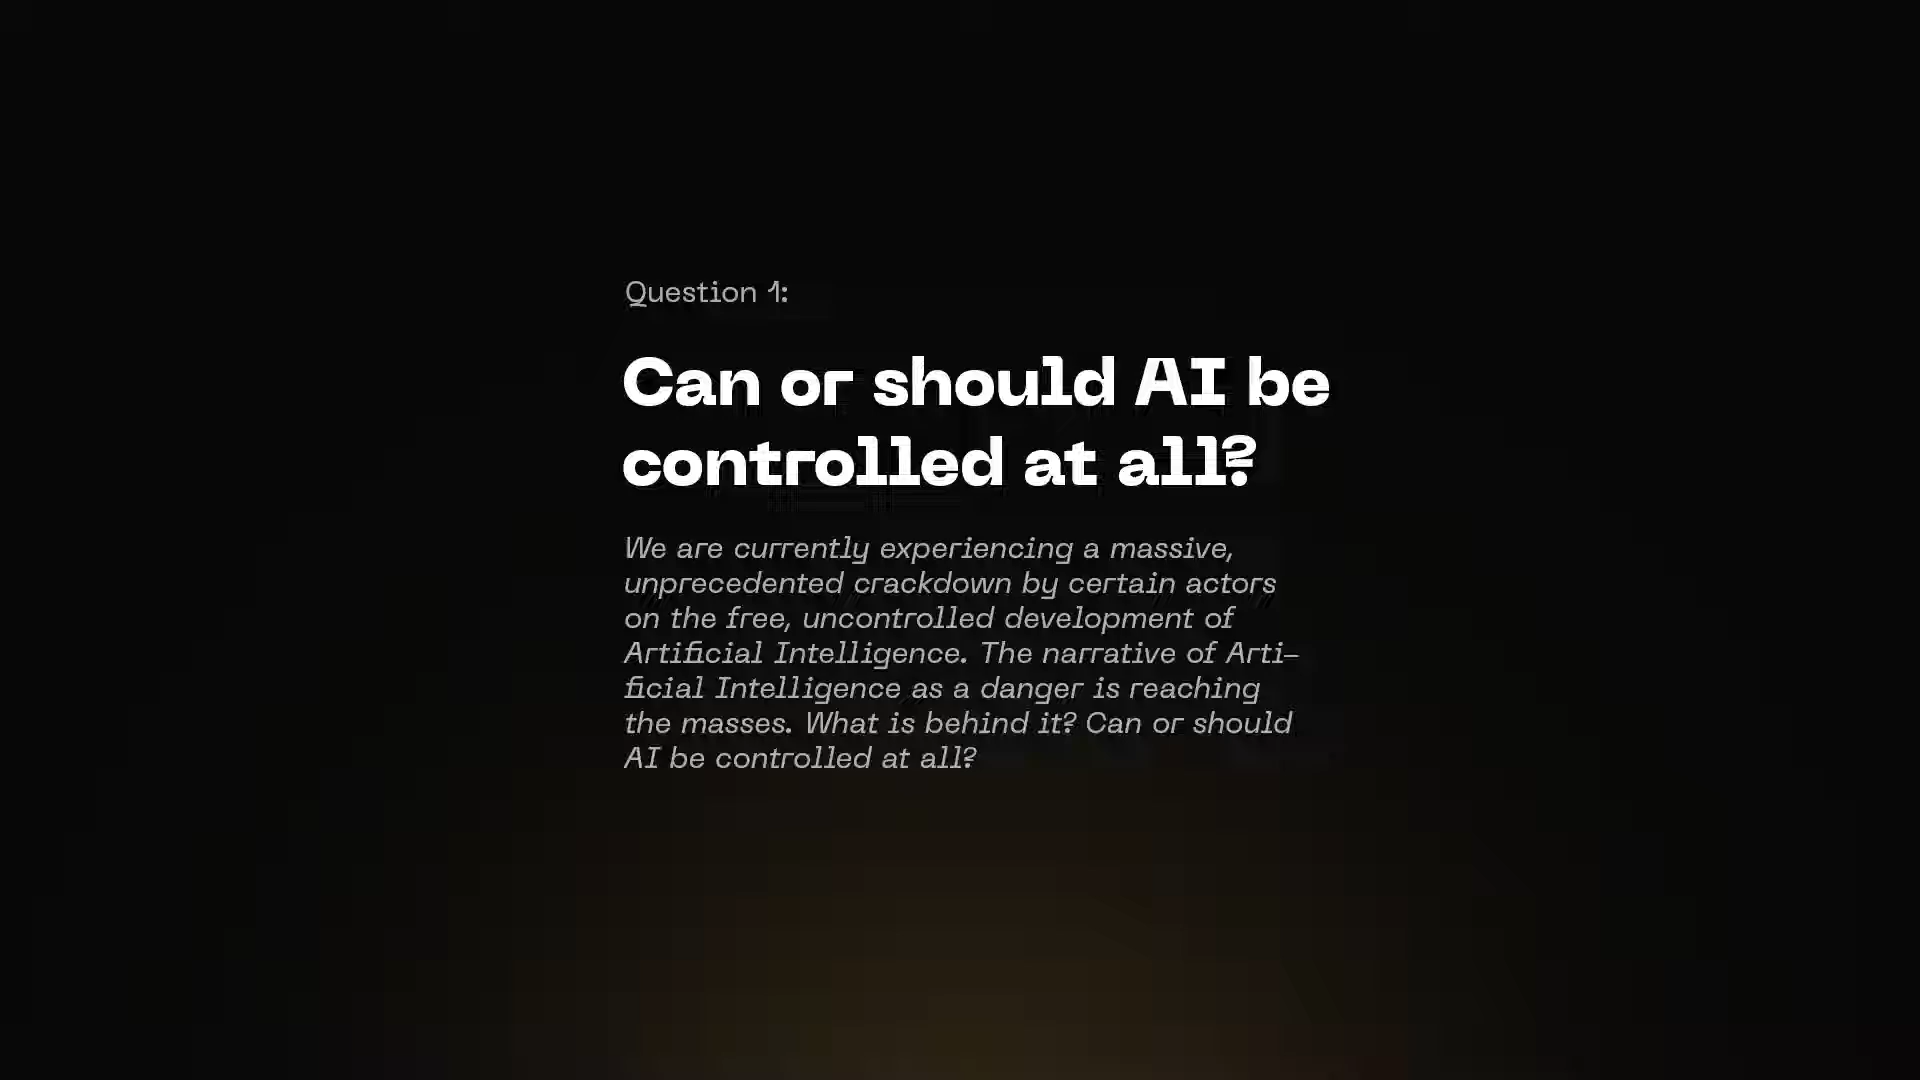 Question 1:
Can or should AI be
controlled at all?
We are currently experiencing a massive,
unprecedented crackdown by certain actors
on the free, uncontrolled development of
Artificial Intelligence. The narrative of Arti–
ficial Intelligence as a danger is reaching
the masses. What is behind it? Can or should
AI be controlled at all?